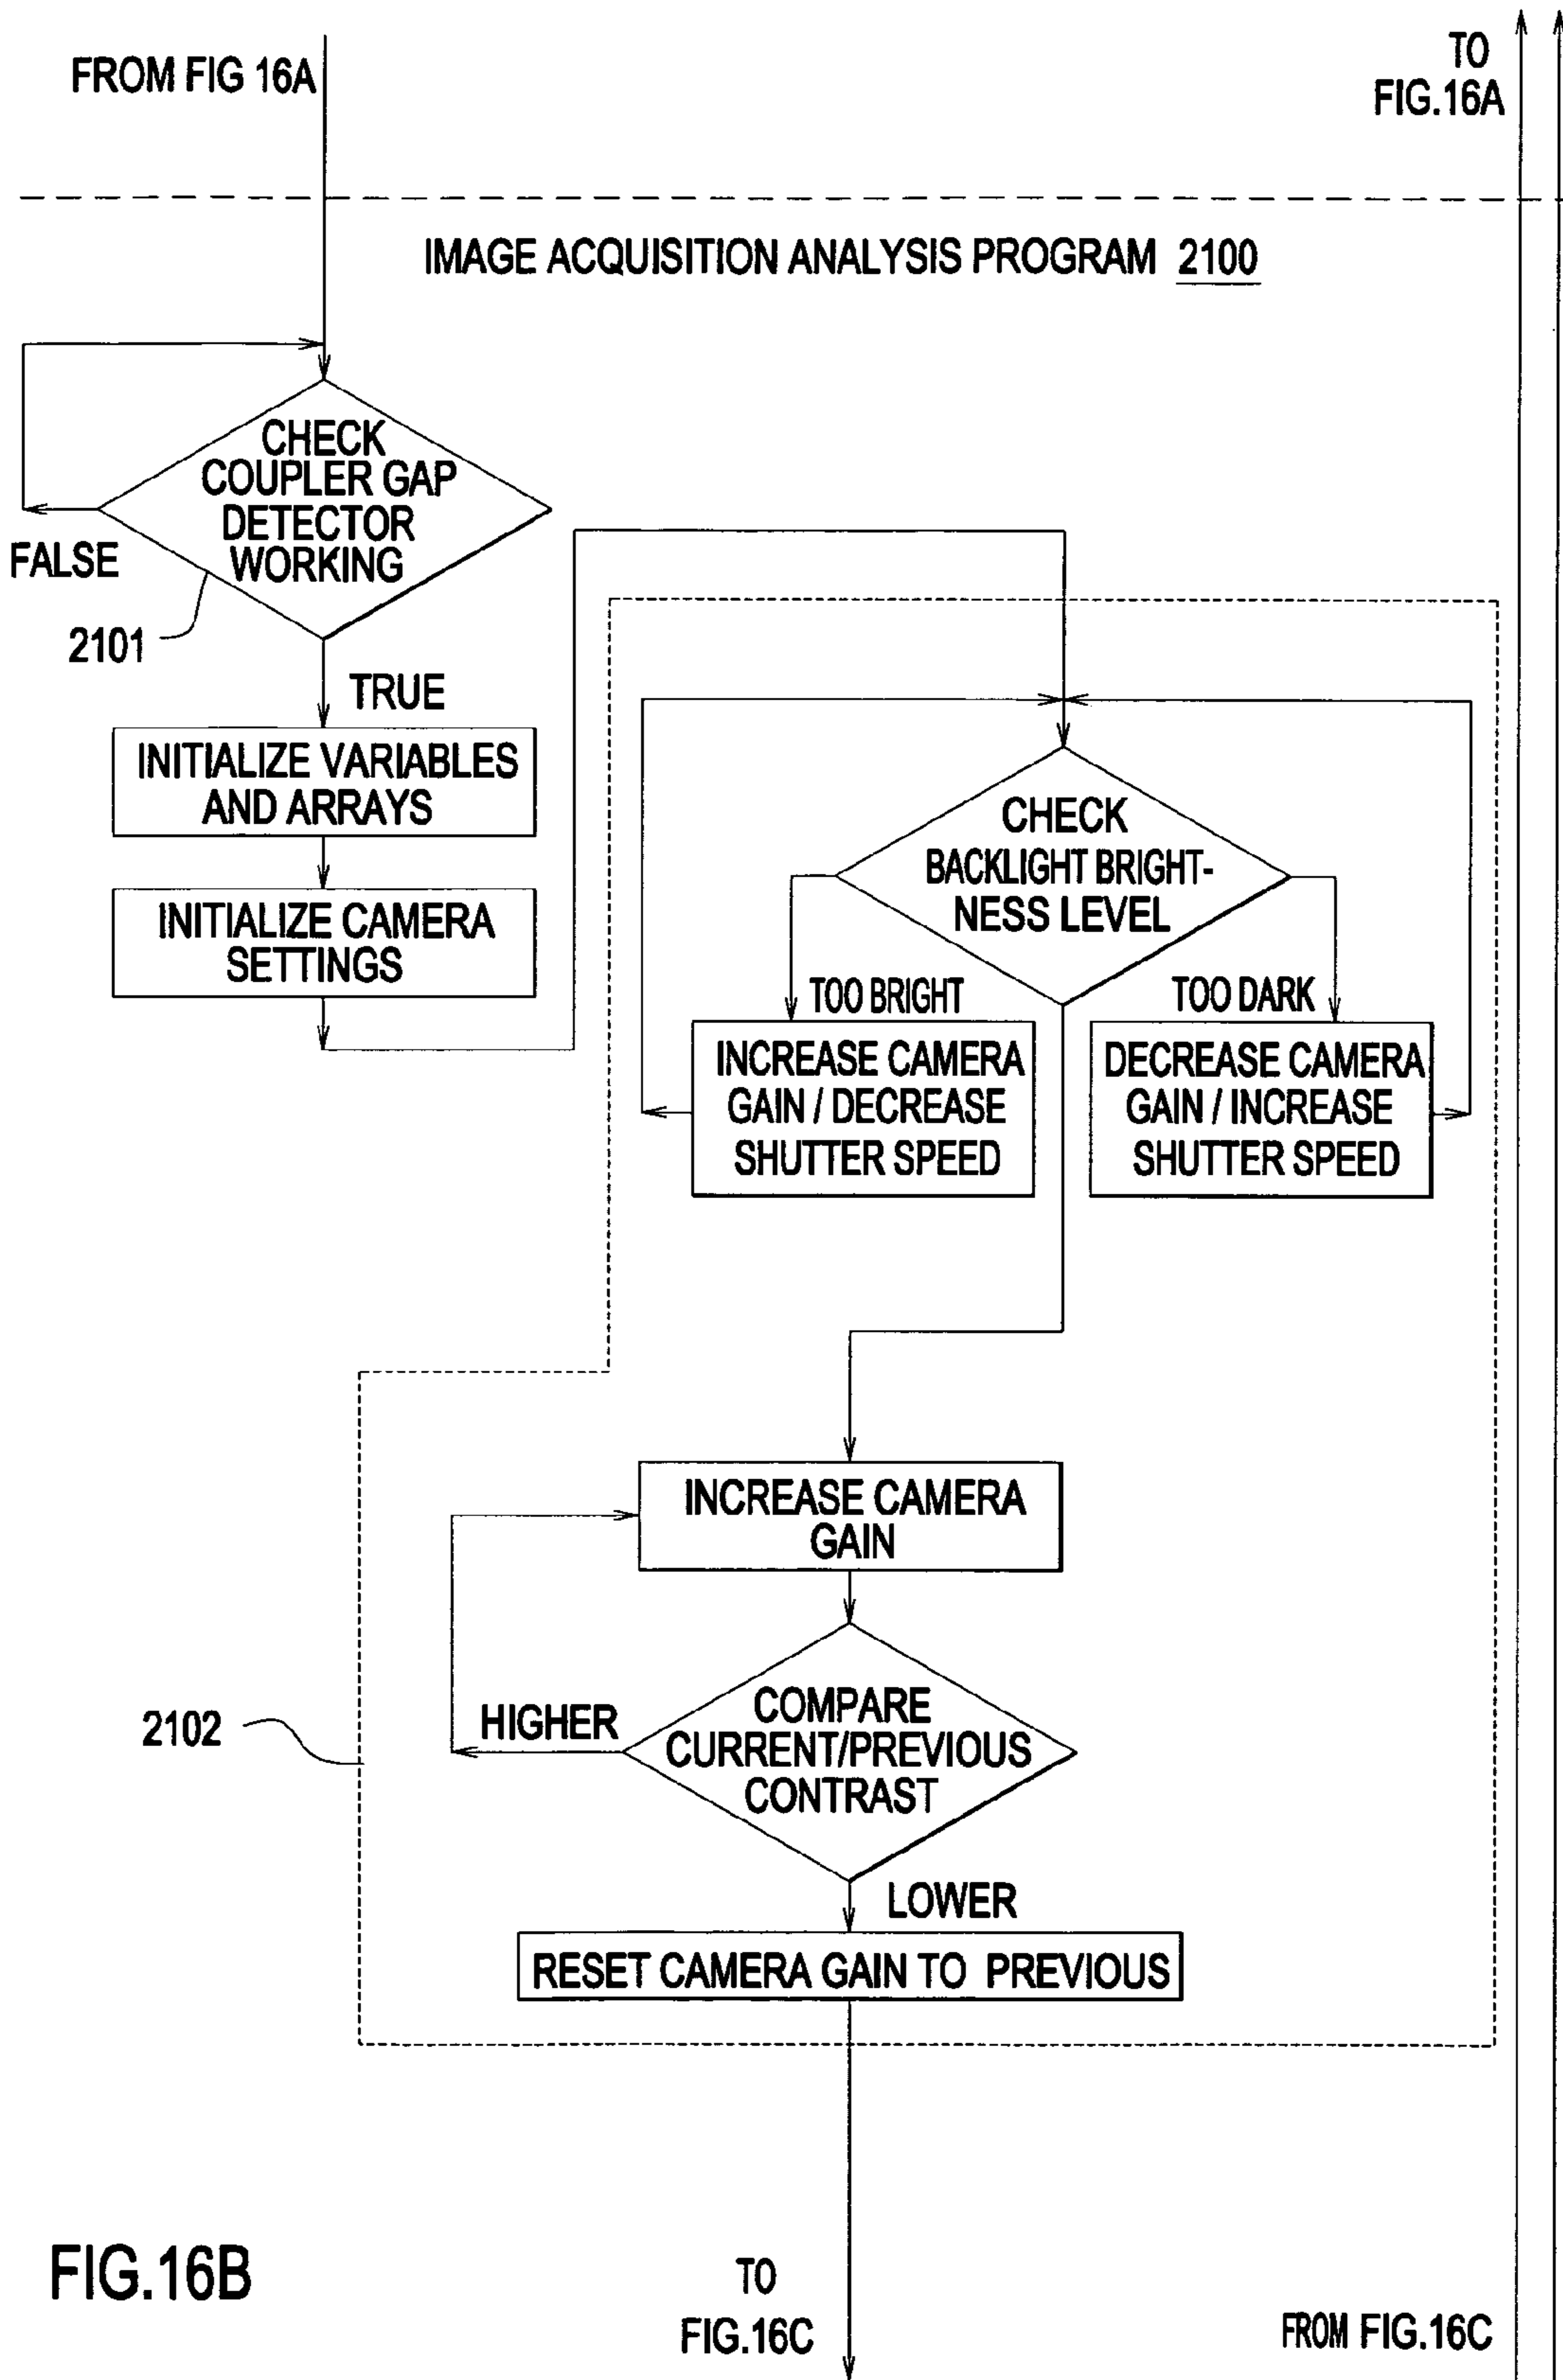 FROM FIG 16A
TO
FIG.16A
IMAGE ACQUISITION ANALYSIS PROGRAM 2100
CHECK
COUPLER GAP
DETECTOR
WORKING
FALSE
2101
TRUE
INITIALIZE VARIABLES
AND ARRAYS
INITIALIZE CAMERA
SETTINGS
CHECK
BACKLIGHT BRIGHT-
NESS LEVEL
TOO BRIGHT
TOO DARK
INCREASE CAMERA
GAIN / DECREASE
SHUTTER SPEED
DECREASE CAMERA
GAIN / INCREASE
SHUTTER SPEED
INCREASE CAMERA
GAIN
COMPARE
CURRENT/PREVIOUS
CONTRAST
HIGHER
2102
LOWER
RESET CAMERA GAIN TO PREVIOUS
FIG.16B
TO
FIG.16C
FROM FIG.16C